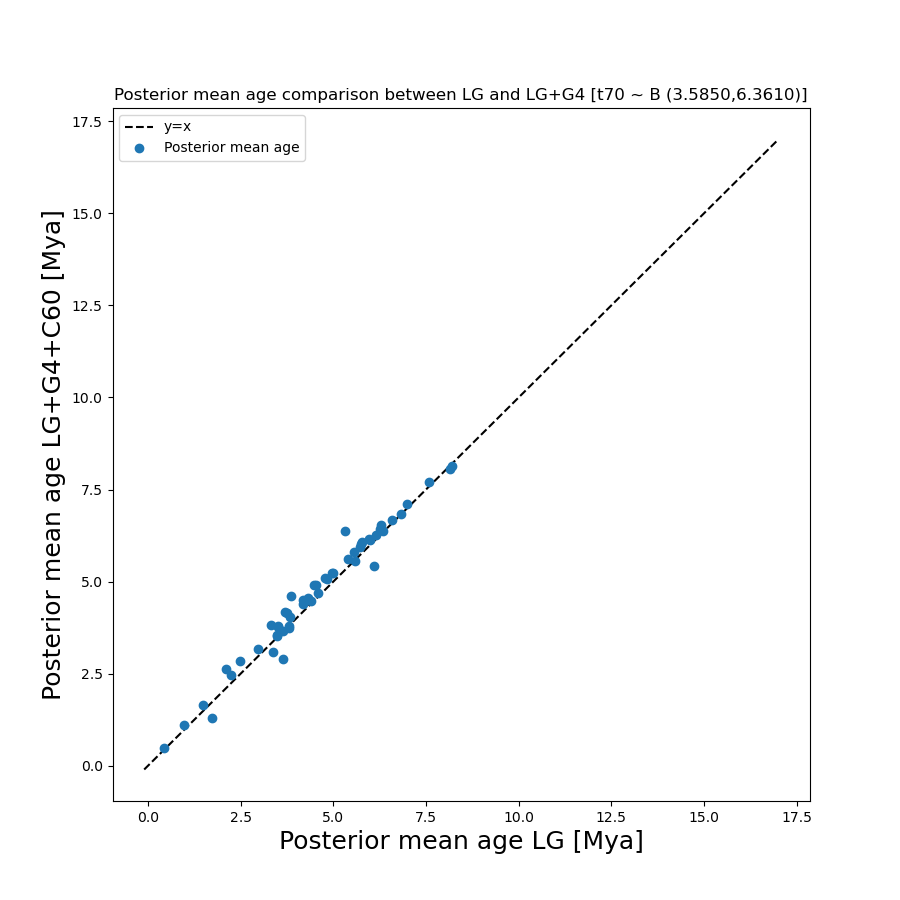 Posterior mean age comparison between LG and LG+G4 [t70 ~ B (3.5850,6.3610)]
y=x
Posterior mean age
17.5
15.0
12.5
10.0
7.5
5.0
2.5
0.0
Posterior mean age LG+G4+C60 [Mya]
0.0 2.5 5.0 7.5 10.0 12.5 15.0 17.5
Posterior mean age LG [Mya]